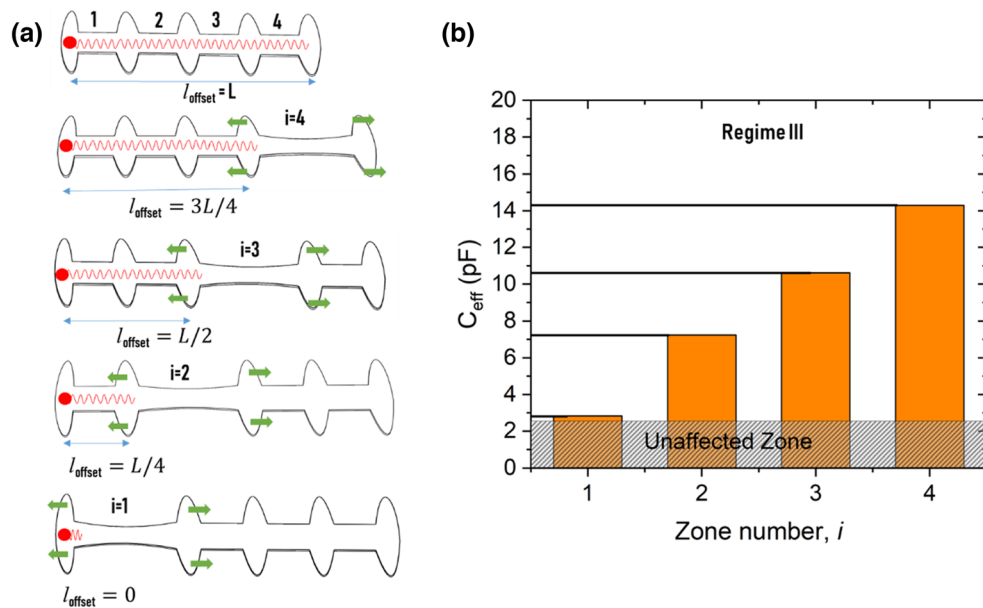 (a)
1 2 3 4
l_offset = L
i=4
l_offset = 3L/4
i=3
l_offset = L/2
i=2
l_offset = L/4
i=1
l_offset = 0
(b)
Regime III
C_eff (pF)
20
18
16
14
12
10
8
6
4
2
0
Unaffected Zone
1 2 3 4
Zone number, i